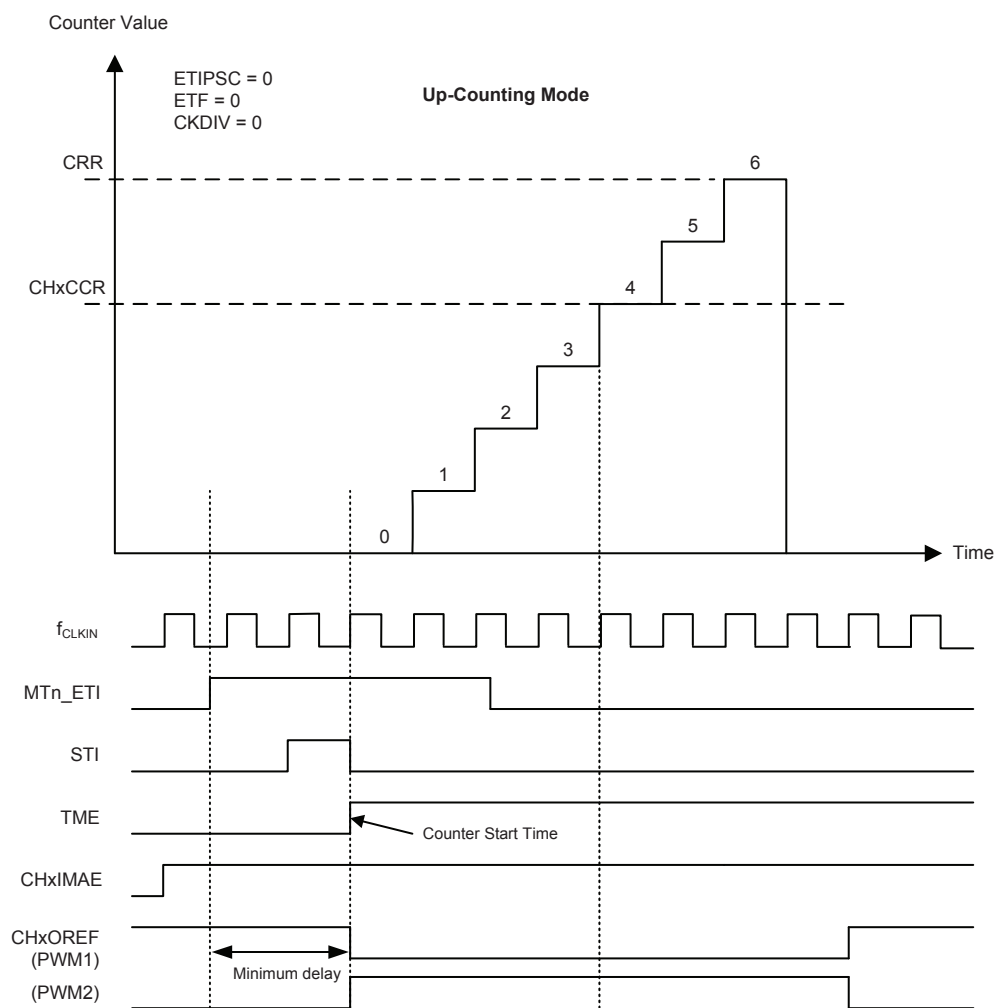 Counter Value
ETIPSC = 0
ETF = 0
CKDIV = 0
Up-Counting Mode
CRR
6
5
CHxCCR
4
3
2
1
0
Time
fCLKIN
MTn_ETI
STI
TME
Counter Start Time
CHxIMAE
CHxOREF
(PWM1)
Minimum delay
(PWM2)